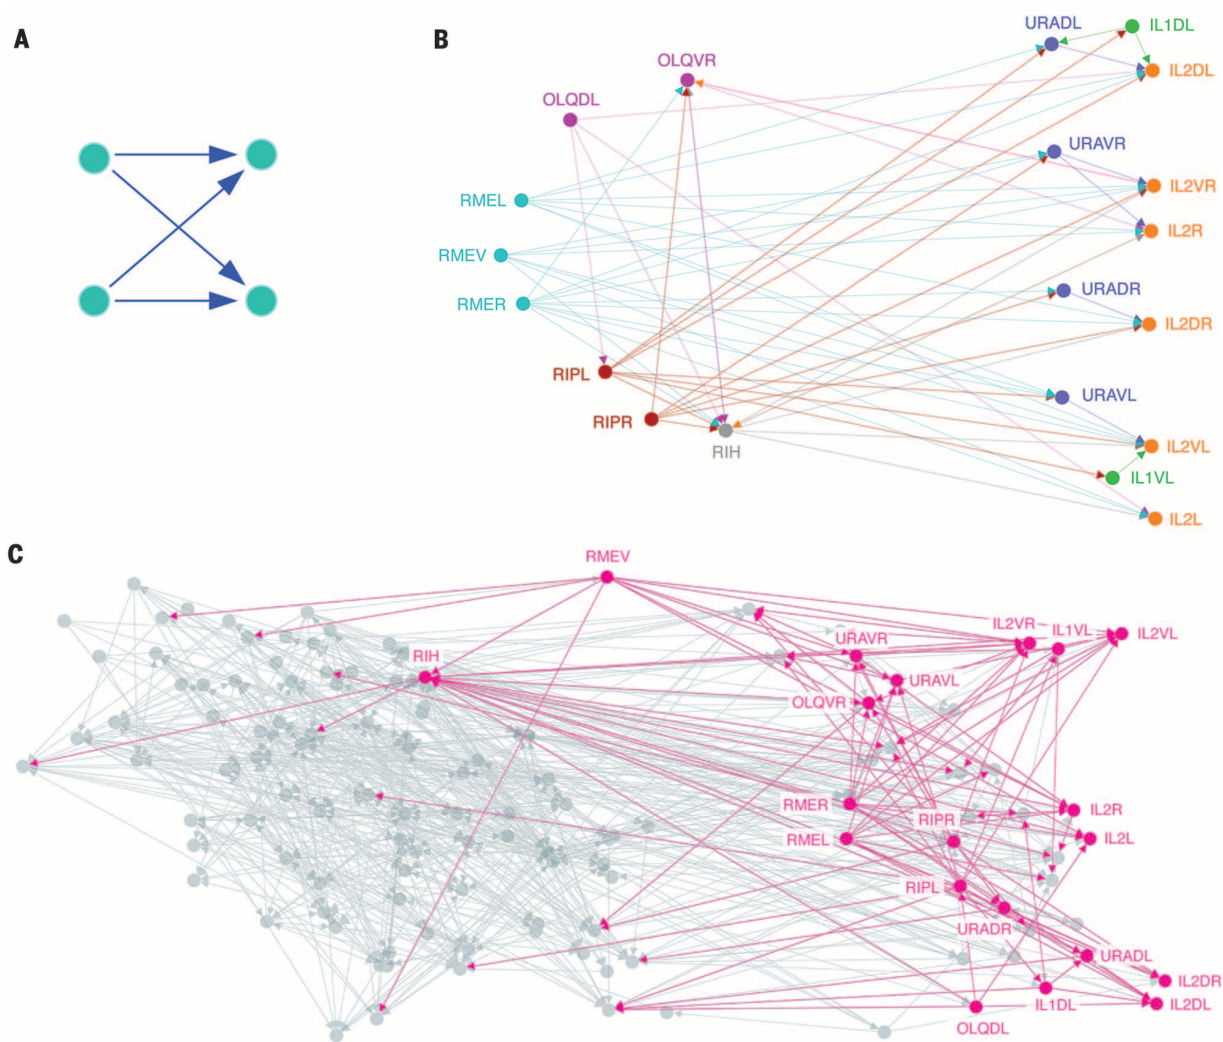 A
B
URADL
IL1DL
OLQVR
IL2DL
OLQDL
URAVR
IL2VR
RMEL
IL2R
RMEV
URADR
RMER
IL2DR
RIPL
URAVL
RIPR
RIH
IL2VL
IL1VL
IL2L
C
RMEV
IL2VR
IL1VL
IL2VL
URAVR
RIH
URAVL
OLQVR
RMER
RIPR
IL2R
RMEL
IL2L
RIPL
URADR
URADL
IL2DR
IL1DL
IL2DL
OLQDL